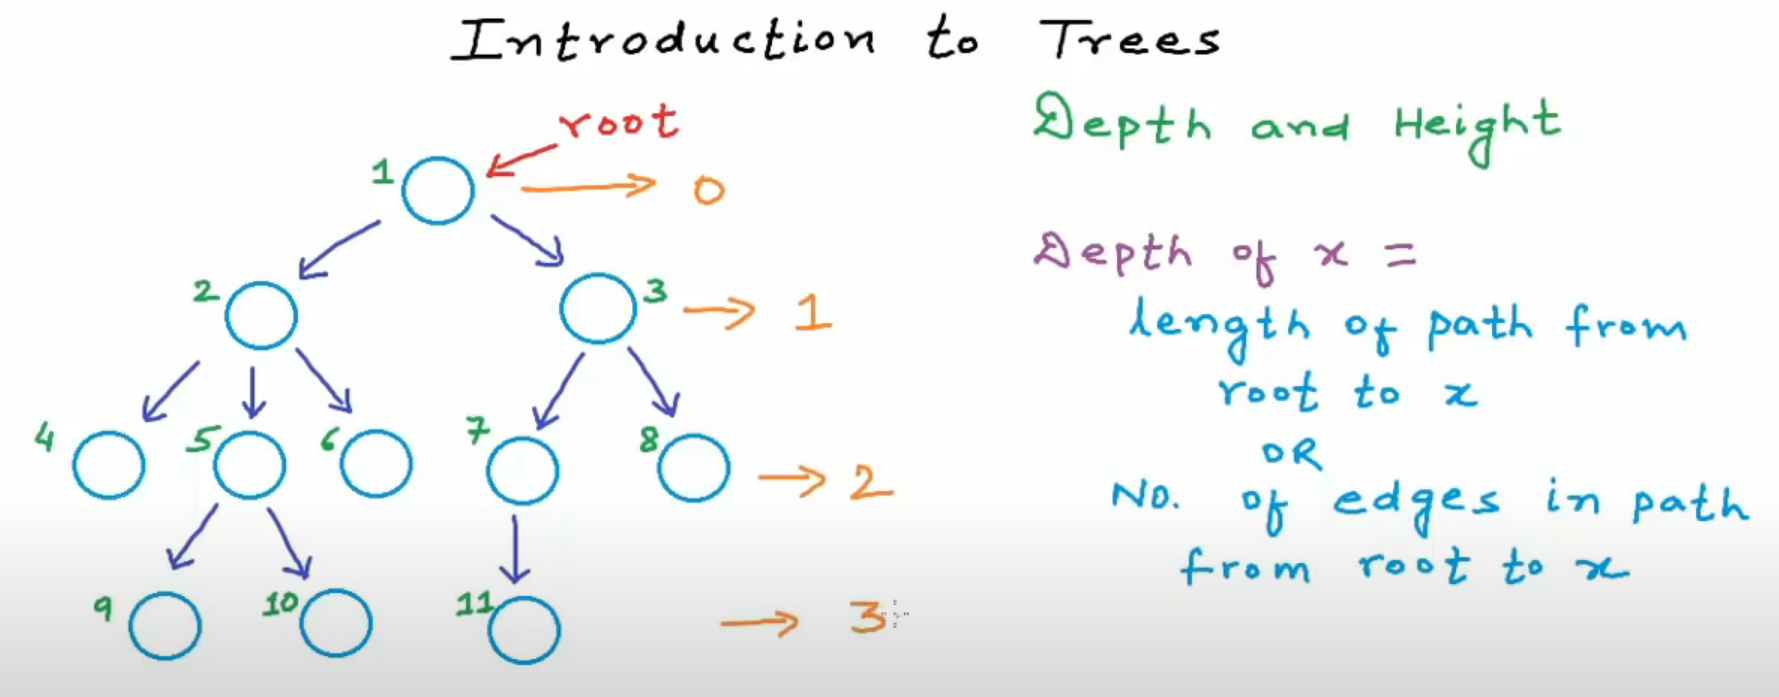 Introduction to Trees
root
1
0
2
3
1
4
5
6
7
8
2
9
10
11
3
Depth and Height
Depth of x =
length of path from
root to x
OR
No. of edges in path
from root to x